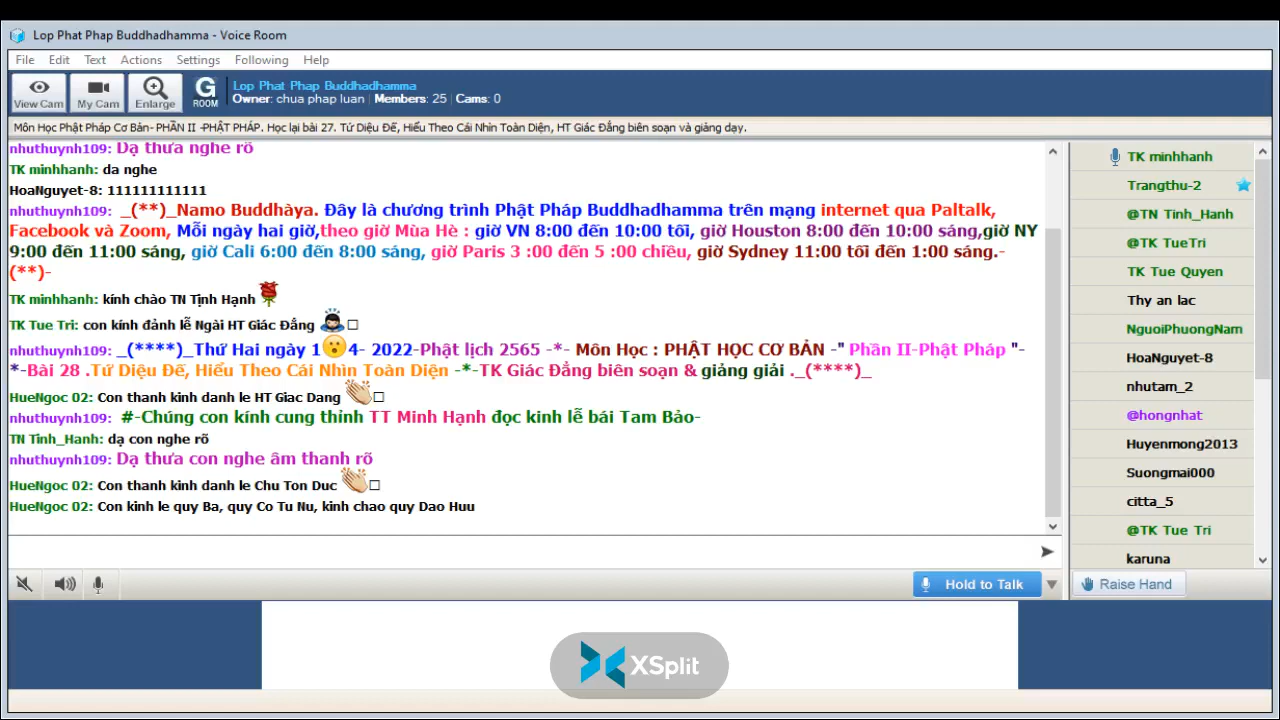 Lop Phat Phap Buddhadhamma - Voice Room
File Edit Text Actions Settings Following Help
View Cam My Cam Enlarge G ROOM
Lop Phat Phap Buddhadhamma
Owner: chua phap luan | Members: 25 | Cams: 0
Môn Học Phật Pháp Cơ Bản- PHẦN II -PHẬT PHÁP. Học lại bài 27. Tứ Diệu Đế, Hiểu Theo Cái Nhìn Toàn Diện, HT Giác Đẳng biên soạn và giảng dạy.
nhuthuynh109: Dạ thưa nghe rõ
TK minhhanh: da nghe
HoaNguyet-8: 111111111111
nhuthuynh109: _(**)_Namo Buddhàya. Đây là chương trình Phật Pháp Buddhadhamma trên mạng internet qua Paltalk,
Facebook và Zoom, Mỗi ngày hai giờ,theo giờ Mùa Hè : giờ VN 8:00 đến 10:00 tối, giờ Houston 8:00 đến 10:00 sáng,giờ NY
9:00 đến 11:00 sáng, giờ Cali 6:00 đến 8:00 sáng, giờ Paris 3 :00 đến 5 :00 chiều, giờ Sydney 11:00 tối đến 1:00 sáng.-
(**)-
TK minhhanh: kính chào TN Tịnh Hạnh
TK Tue Tri: con kính đảnh lễ Ngài HT Giác Đẳng
nhuthuynh109: _(****)_Thứ Hai ngày 1😮4- 2022-Phật lịch 2565 -*- Môn Học : PHẬT HỌC CƠ BẢN -" Phần II-Phật Pháp "-
*-Bài 28 .Tứ Diệu Đế, Hiểu Theo Cái Nhìn Toàn Diện -*-TK Giác Đẳng biên soạn & giảng giải ._(****)_
HueNgoc 02: Con thanh kinh danh le HT Giac Dang
nhuthuynh109: #-Chúng con kính cung thỉnh TT Minh Hạnh đọc kinh lễ bái Tam Bảo-
TN Tinh_Hanh: dạ con nghe rõ
nhuthuynh109: Dạ thưa con nghe âm thanh rõ
HueNgoc 02: Con thanh kinh danh le Chu Ton Duc
HueNgoc 02: Con kinh le quy Ba, quy Co Tu Nu, kinh chao quy Dao Huu
Hold to Talk
TK minhhanh
Trangthu-2
@TN Tinh_Hanh
@TK TueTri
TK Tue Quyen
Thy an lac
NguoiPhuongNam
HoaNguyet-8
nhutam_2
@hongnhat
Huyenmong2013
Suongmai000
citta_5
@TK Tue Tri
karuna
Raise Hand
XSplit